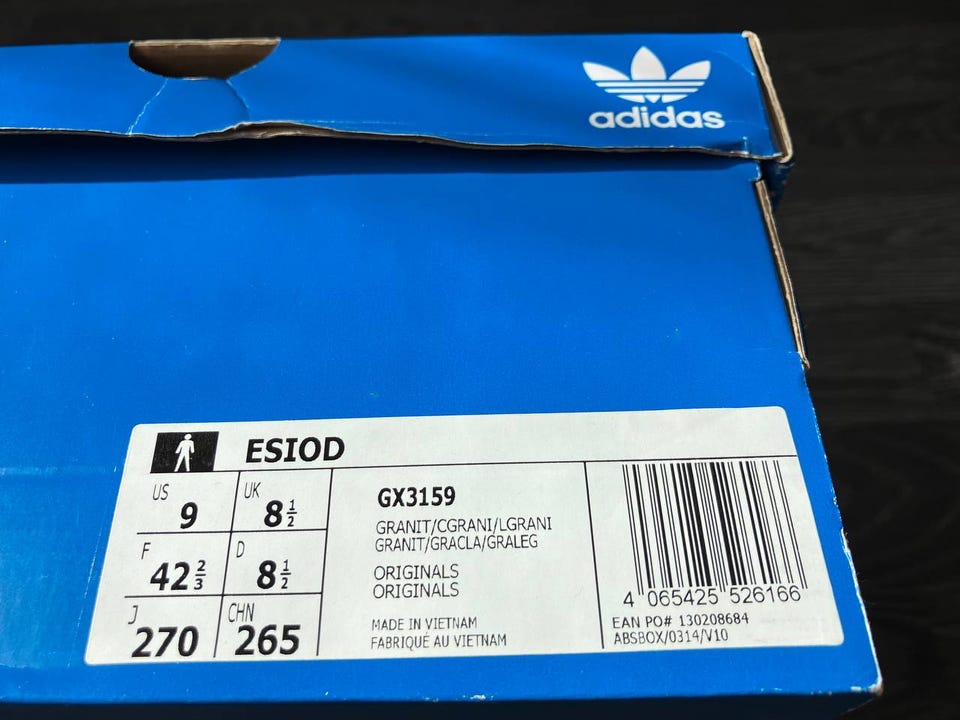 adidas
ESIOD
US 9 UK 8 1/2
F 42 2/3 D 8 1/2
J 270 CHN 265
GX3159
GRANIT/CGRANI/LGRANI
GRANIT/GRACLA/GRALEG
ORIGINALS
ORIGINALS
MADE IN VIETNAM
FABRIQUÉ AU VIETNAM
4 065425 526166
EAN PO# 130208684
ABSBOX/0314/V10